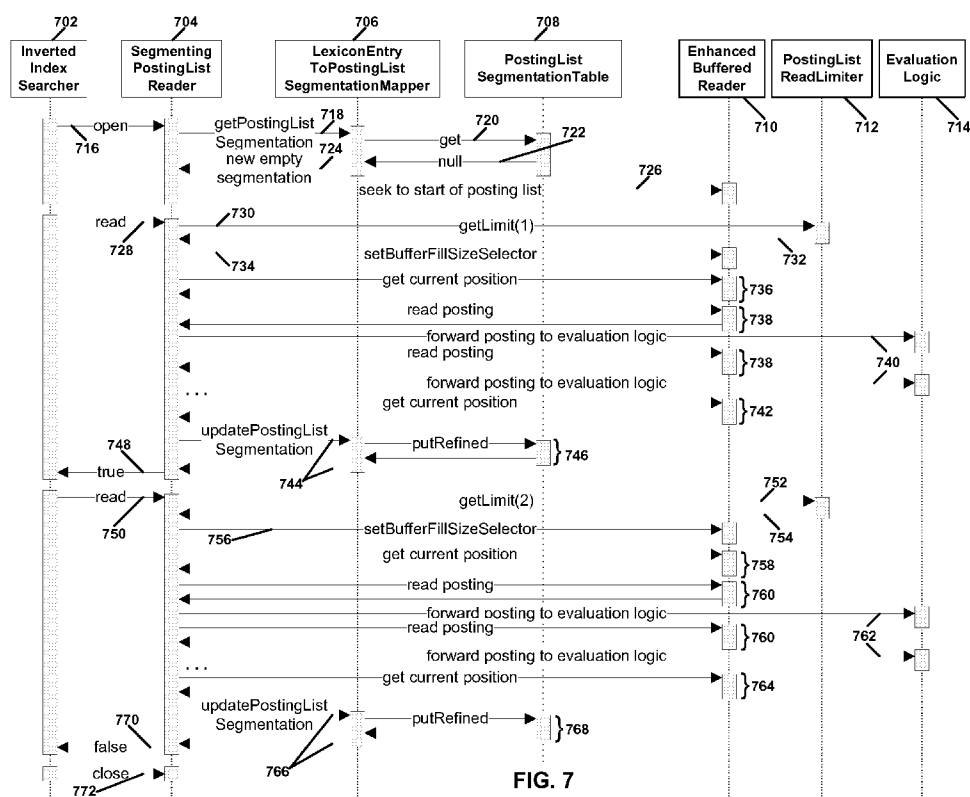 702
704
706
708
Inverted
Index
Searcher
Segmenting
PostingList
Reader
LexiconEntry
ToPostingList
SegmentationMapper
PostingList
SegmentationTable
Enhanced
Buffered
Reader
PostingList
ReadLimiter
Evaluation
Logic
710
712
714
open
716
getPostingList
Segmentation
718
720
get
722
new empty
segmentation
724
null
726
seek to start of posting list
read
728
730
getLimit(1)
732
734
setBufferFillSizeSelector
get current position
736
read posting
738
forward posting to evaluation logic
740
read posting
738
forward posting to evaluation logic
...
get current position
742
updatePostingList
Segmentation
putRefined
746
748
true
744
read
750
getLimit(2)
752
754
756
setBufferFillSizeSelector
get current position
758
read posting
760
forward posting to evaluation logic
762
read posting
760
forward posting to evaluation logic
...
get current position
764
updatePostingList
Segmentation
putRefined
768
770
false
766
close
772
FIG. 7